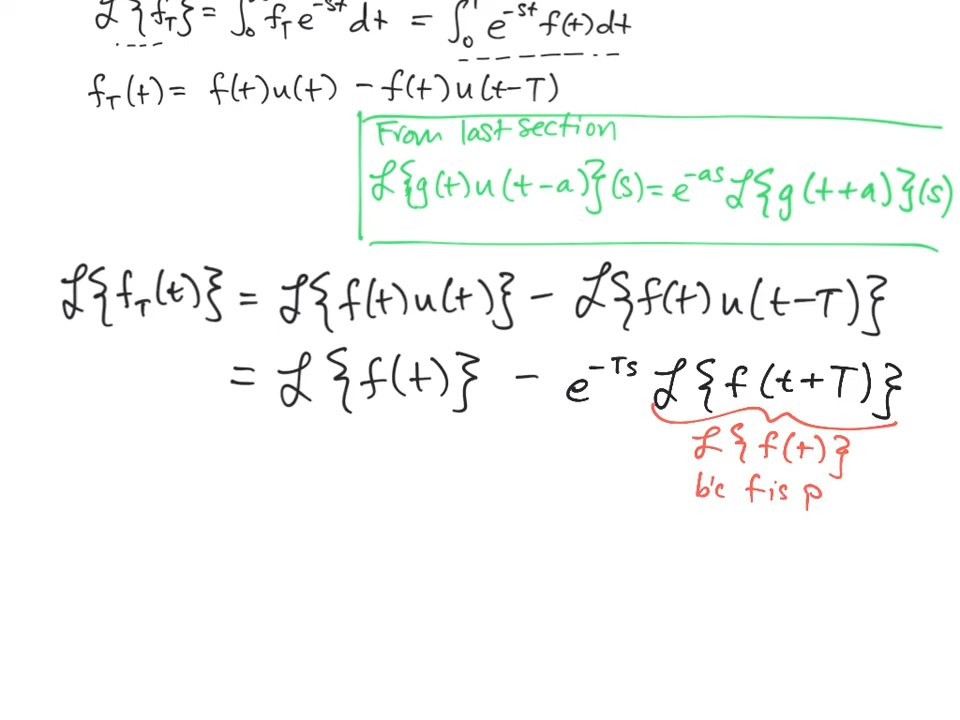 ℒ{f_T} = ∫₀ f_T e^{-st} dt = ∫₀ e^{-st} f(t) dt
f_T(t) = f(t)u(t) - f(t)u(t-T)
From last section
ℒ{g(t)u(t-a)}(s) = e^{-as} ℒ{g(t+a)}(s)
ℒ{f_T(t)} = ℒ{f(t)u(t)} - ℒ{f(t)u(t-T)}
= ℒ{f(t)} - e^{-Ts} ℒ{f(t+T)}
ℒ{f(t)}
b'c f is p